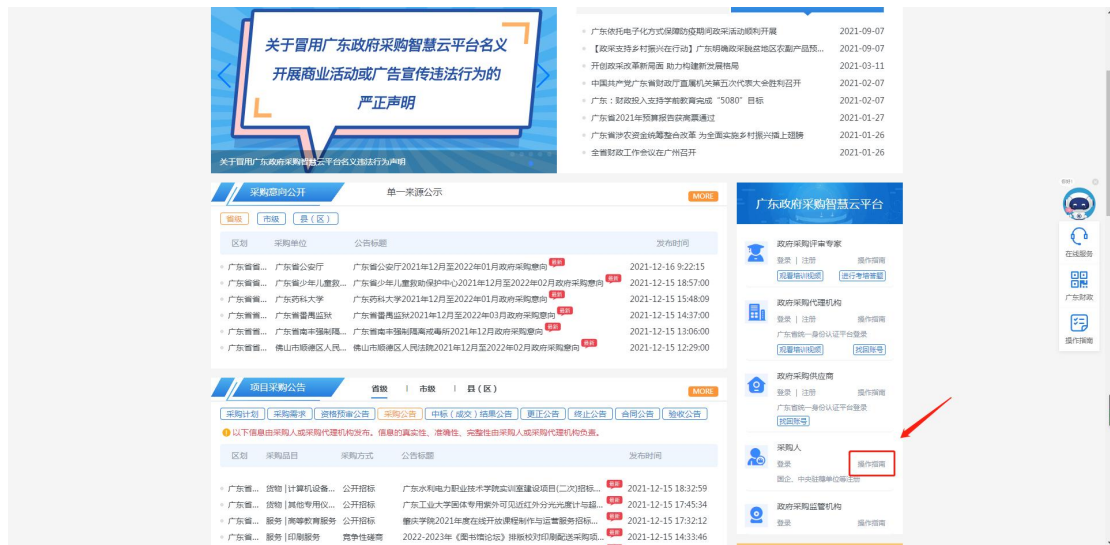 关于冒用广东政府采购智慧云平台名义
开展商业活动或广告宣传违法行为的
严正声明
关于冒用广东政府采购智慧云平台名义违法行为声明
广东依托电子化方式保障防疫期间政采活动顺利开展 2021-09-07
【政采支持乡村振兴在行动】广东明确政采脱贫地区农副产品预... 2021-09-07
开创政采改革新局面 助力构建新发展格局 2021-03-11
中国共产党广东省财政厅直属机关第五次代表大会胜利召开 2021-02-07
广东：财政投入支持学前教育完成“5080”目标 2021-02-07
广东省2021年预算报告获高票通过 2021-01-27
广东省涉农资金统筹整合改革 为全面实施乡村振兴插上翅膀 2021-01-26
全省财政工作会议在广州召开 2021-01-26
采购意向公开 单一来源公示 MORE
省级 市级 县（区）
区划 采购单位 公告标题 发布时间
广东省省... 广东省公安厅 广东省公安厅2021年12月至2022年01月政府采购意向 最新 2021-12-16 9:22:15
广东省省... 广东省少年儿童救... 广东省少年儿童救助保护中心2021年12月至2022年02月政府采购意向 最新 2021-12-15 18:57:00
广东省省... 广东药科大学 广东药科大学2021年12月至2022年01月政府采购意向 最新 2021-12-15 15:48:09
广东省省... 广东省番禺监狱 广东省番禺监狱2021年12月至2022年03月政府采购意向 最新 2021-12-15 14:37:00
广东省省... 广东省南丰强制隔... 广东省南丰强制隔离戒毒所2021年12月政府采购意向 最新 2021-12-15 13:06:00
广东省省... 佛山市顺德区人民... 佛山市顺德区人民法院2021年12月至2022年02月政府采购意向 最新 2021-12-15 12:29:00
项目采购公告 省级 | 市级 | 县（区） MORE
采购计划 采购需求 资格预审公告 采购公告 中标（成交）结果公告 更正公告 终止公告 合同公告 验收公告
以下信息由采购人或采购代理机构发布。信息的真实性、准确性、完整性由采购人或采购代理机构负责。
区划 采购品目 采购方式 公告标题 发布时间
广东省... 货物 |计算机设备... 公开招标 广东水利电力职业技术学院实训室建设项目(二次)招标... 最新 2021-12-15 18:32:59
广东省... 货物 |其他专用仪... 公开招标 广东工业大学固体专用紫外可见近红外分光光度计与超... 最新 2021-12-15 17:45:34
广东省... 服务 |高等教育服务 公开招标 肇庆学院2021年度在线开放课程制作与运营服务招标... 最新 2021-12-15 17:32:12
广东省... 服务 |印刷服务 竞争性磋商 2022-2023年《图书馆论坛》排版校对印刷配送采购项... 最新 2021-12-15 14:33:46
广东政府采购智慧云平台
政府采购评审专家
登录 | 注册 操作指南
观看培训视频 进行考培答题
政府采购代理机构
登录 | 注册 操作指南
广东省统一身份认证平台登录
观看培训视频 找回账号
政府采购供应商
登录 | 注册 操作指南
广东省统一身份认证平台登录
找回账号
采购人
登录 操作指南
国企、中央驻穗单位等注册
政府采购监管机构
登录 操作指南
在线服务
广东财政
操作指南